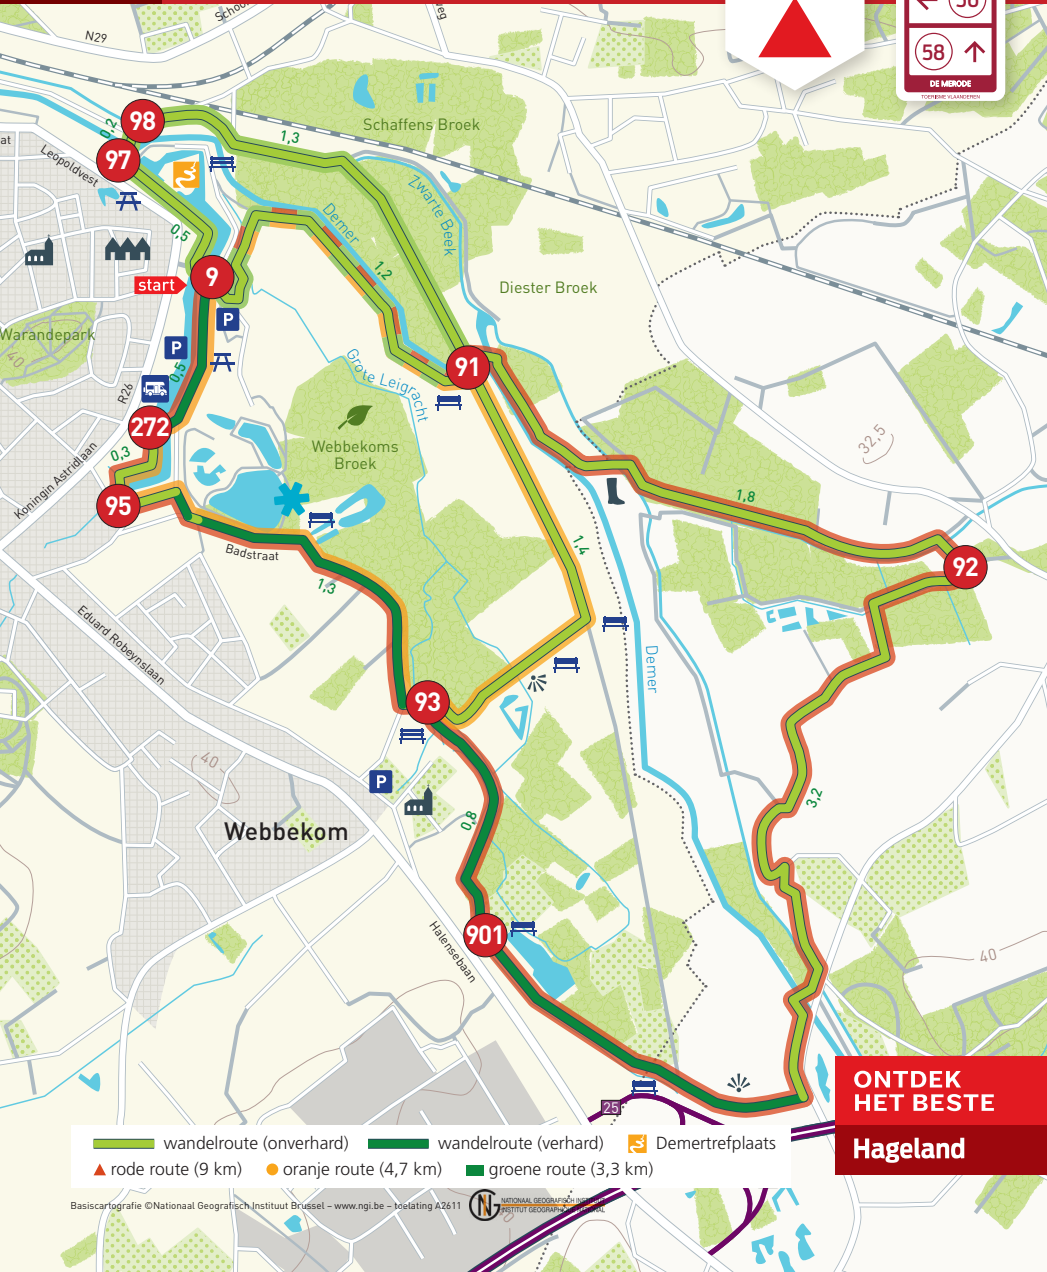 N29
98
97
0,2
1,3
Leopoldvest
Schaffens Broek
Zwarte Beek
0,5
Demer
1,2
9
start
Diester Broek
P
P
Warandepark
40
0,5
R26
91
Grote Leigracht
272
0,3
Koningin Astridlaan
Webbekoms
Broek
32,5
95
1,8
Badstraat
1,3
1,4
92
Eduard Robeynslaan
Demer
93
40
P
3,2
0,8
Webbekom
901
Halensebaan
40
25
58
DE MERODE
TOERISME VLAANDEREN
ONTDEK
HET BESTE
Hageland
wandelroute (onverhard) wandelroute (verhard) Demertrefplaats
rode route (9 km) oranje route (4,7 km) groene route (3,3 km)
Basiscartografie ©Nationaal Geografisch Instituut Brussel – www.ngi.be – toelating A2611